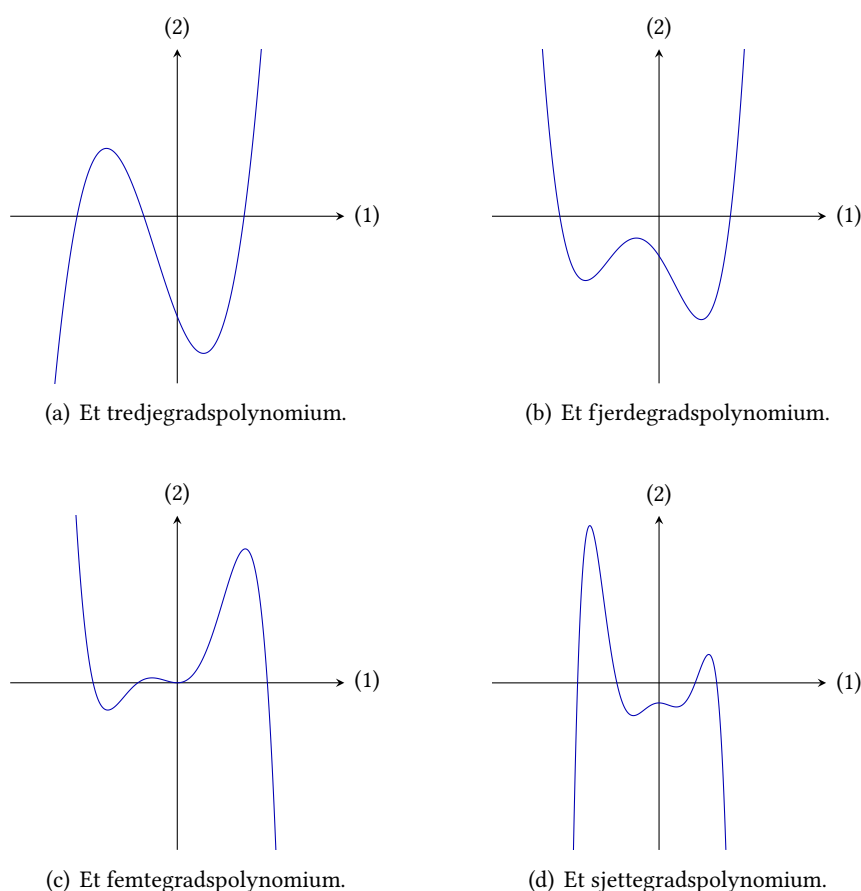 (2)
(1)
(a) Et tredjegradspolynomium.
(2)
(1)
(b) Et fjerdegradspolynomium.
(2)
(1)
(c) Et femtegradspolynomium.
(2)
(1)
(d) Et sjettegradspolynomium.